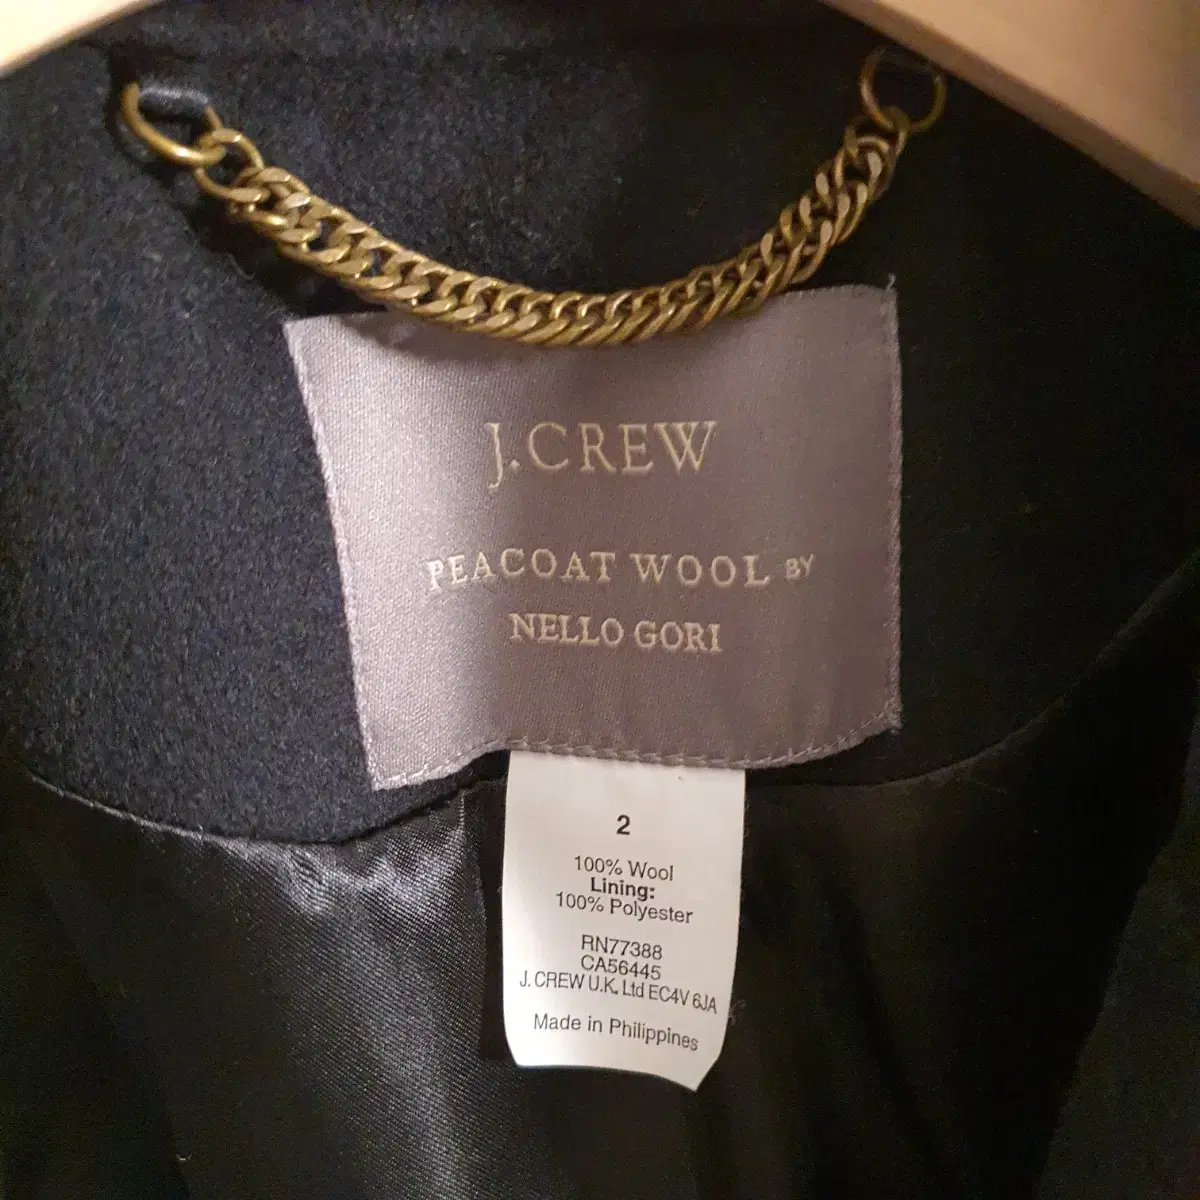 J.CREW
PEACOAT WOOL BY
NELLO GORI
2
100% Wool
Lining:
100% Polyester
RN77388
CA56445
J. CREW U.K. Ltd EC4V 6JA
Made in Philippines